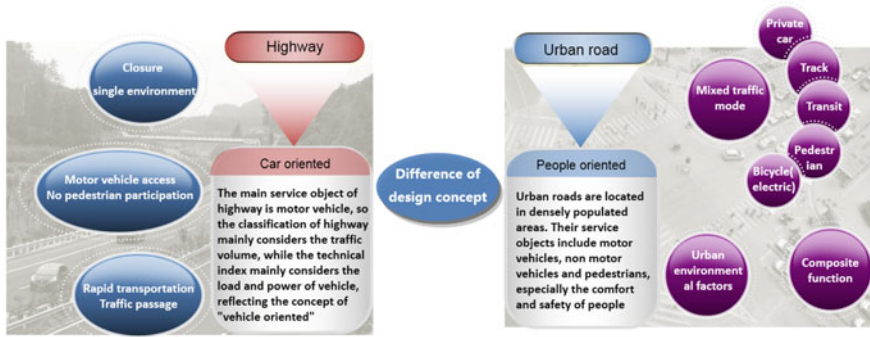 Highway
Closure
single environment
Motor vehicle access
No pedestrian participation
Rapid transportation
Traffic passage
Car oriented
The main service object of
highway is motor vehicle, so
the classification of highway
mainly considers the traffic
volume, while the technical
index mainly considers the
load and power of vehicle,
reflecting the concept of
"vehicle oriented"
Difference of
design concept
Urban road
People oriented
Urban roads are located
in densely populated
areas. Their service
objects include motor
vehicles, non motor
vehicles and pedestrians,
especially the comfort
and safety of people
Mixed traffic
mode
Private
car
Track
Transit
Pedestr
ian
Bicycle(
electric)
Urban
environment
al factors
Composite
function